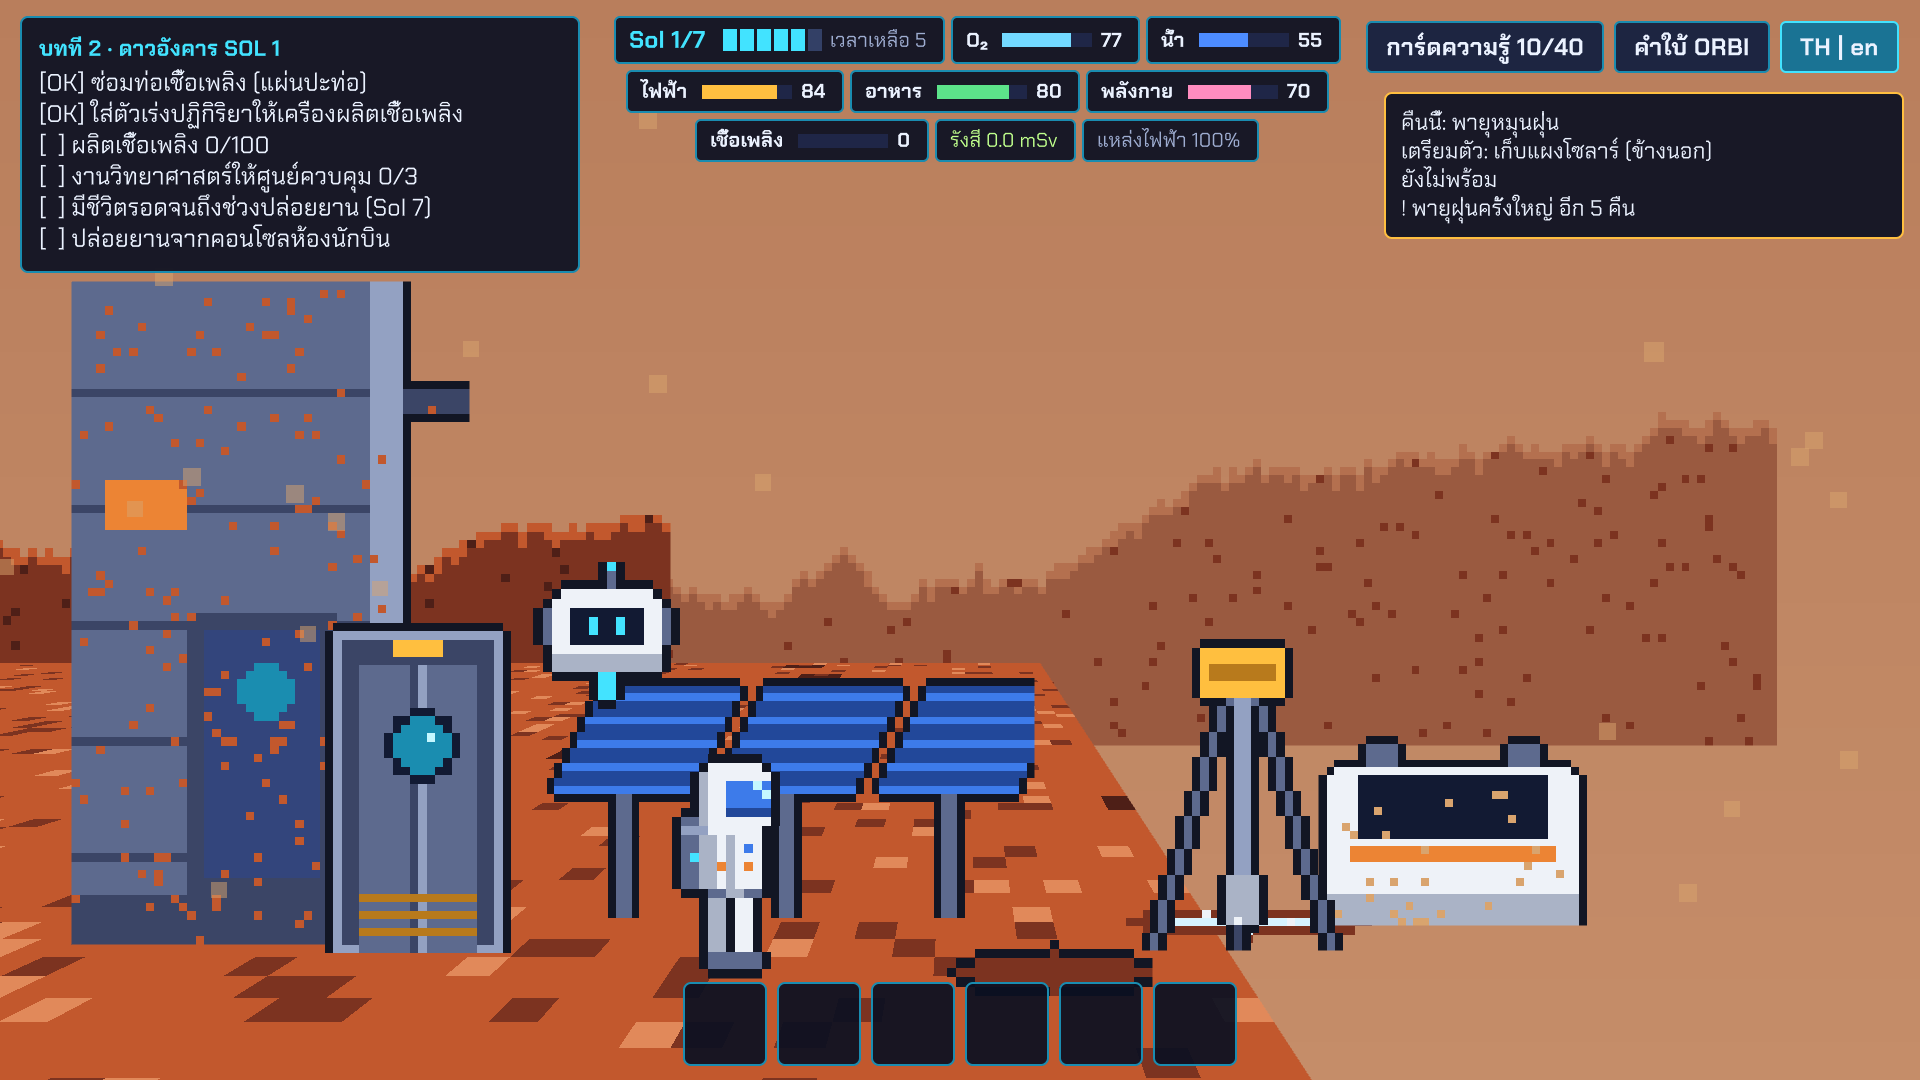 บทที่ 2 · ดาวอังคาร SOL 1
[OK] ซ่อมท่อเชื้อเพลิง (แผ่นปะท่อ)
[OK] ใส่ตัวเร่งปฏิกิริยาให้เครื่องผลิตเชื้อเพลิง
[ ] ผลิตเชื้อเพลิง 0/100
[ ] งานวิทยาศาสตร์ให้ศูนย์ควบคุม 0/3
[ ] มีชีวิตรอดจนถึงช่วงปล่อยยาน (Sol 7)
[ ] ปล่อยยานจากคอนโซลห้องนักบิน
Sol 1/7 เวลาเหลือ 5
O₂ 77
น้ำ 55
ไฟฟ้า 84
อาหาร 80
พลังกาย 70
เชื้อเพลิง 0
รังสี 0.0 mSv
แหล่งไฟฟ้า 100%
การ์ดความรู้ 10/40
คำใบ้ ORBI
TH | en
คืนนี้: พายุหมุนฝุ่น
เตรียมตัว: เก็บแผงโซลาร์ (ข้างนอก)
ยังไม่พร้อม
! พายุฝุ่นครั้งใหญ่ อีก 5 คืน